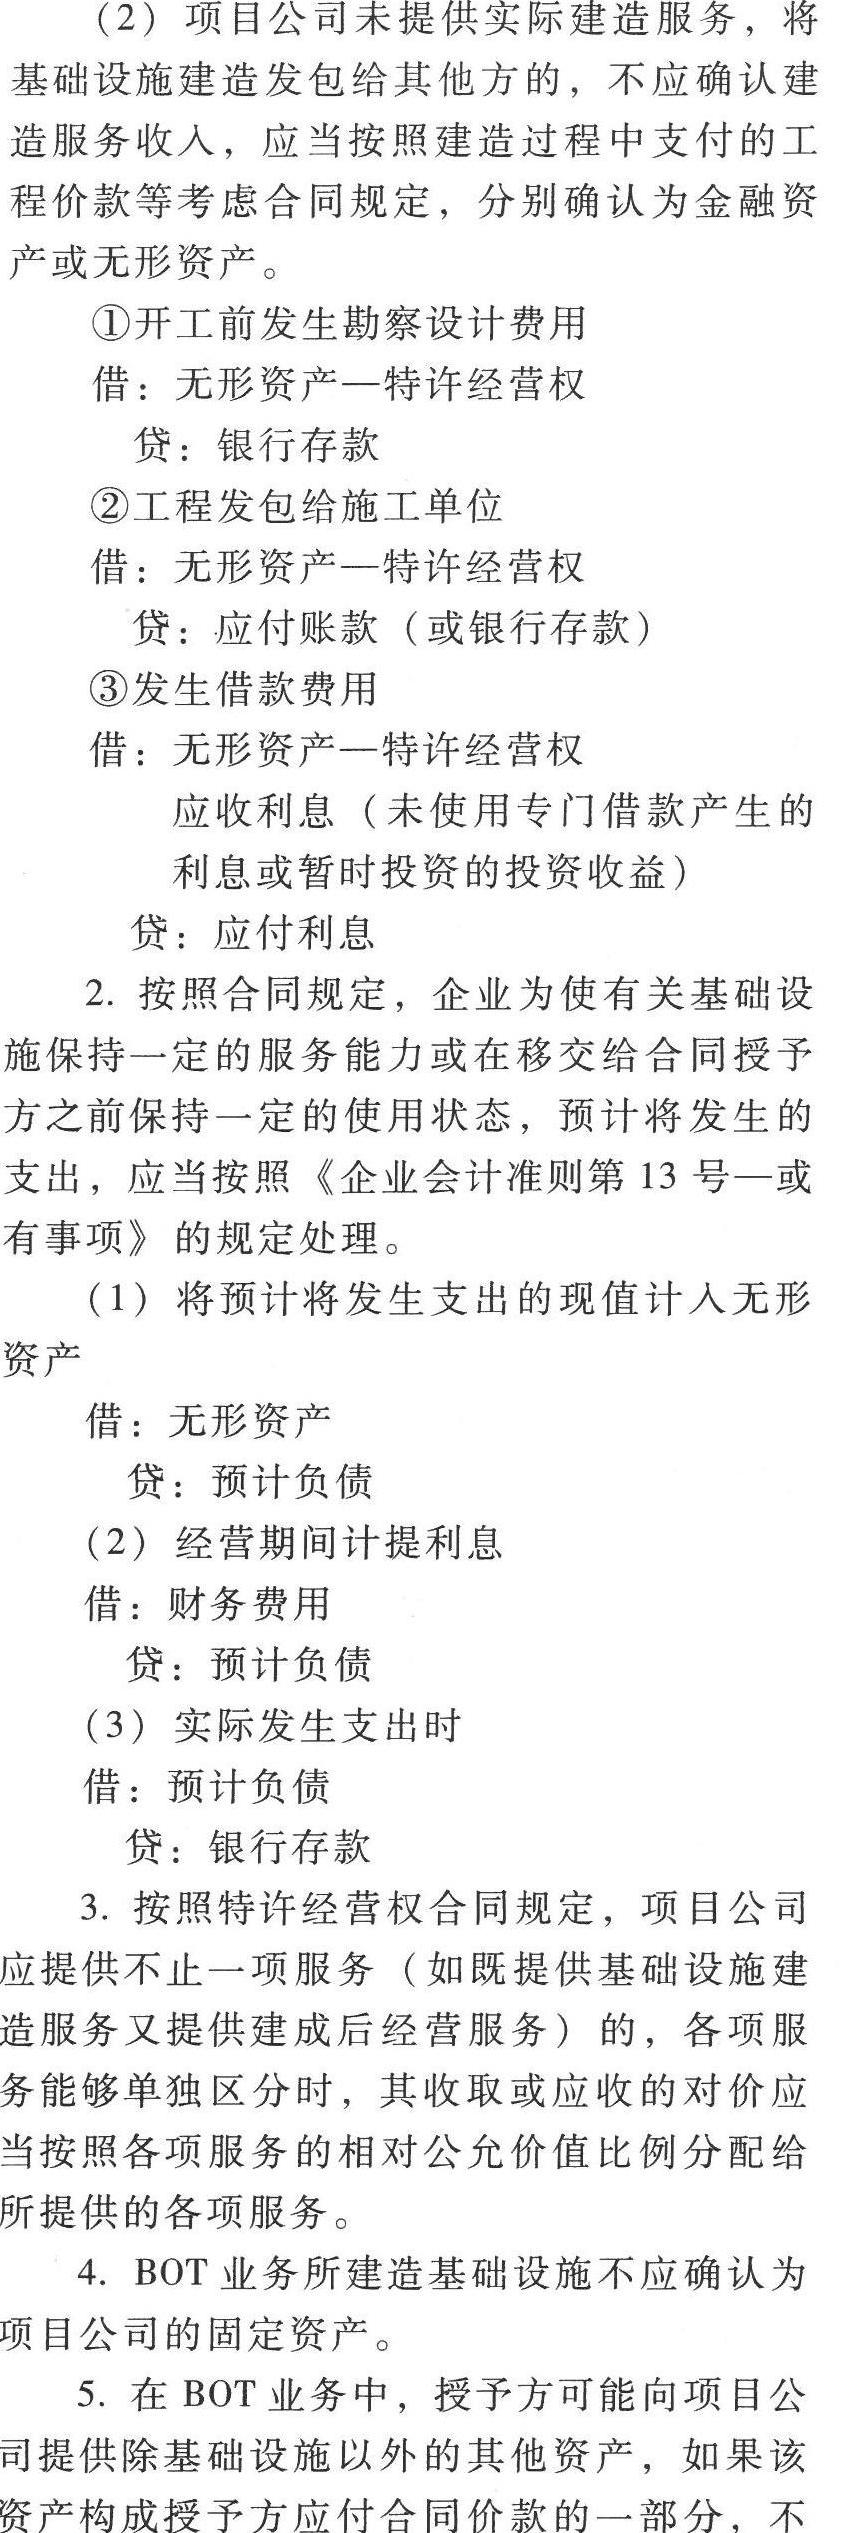 （2）项目公司未提供实际建造服务，将
基础设施建造发包给其他方的，不应确认建
造服务收入，应当按照建造过程中支付的工
程价款等考虑合同规定，分别确认为金融资
产或无形资产。
①开工前发生勘察设计费用
借：无形资产—特许经营权
贷：银行存款
②工程发包给施工单位
借：无形资产—特许经营权
贷：应付账款（或银行存款）
③发生借款费用
借：无形资产—特许经营权
应收利息（未使用专门借款产生的
利息或暂时投资的投资收益）
贷：应付利息
2. 按照合同规定，企业为使有关基础设
施保持一定的服务能力或在移交给合同授予
方之前保持一定的使用状态，预计将发生的
支出，应当按照《企业会计准则第 13 号—或
有事项》的规定处理。
（1）将预计将发生支出的现值计入无形
资产
借：无形资产
贷：预计负债
（2）经营期间计提利息
借：财务费用
贷：预计负债
（3）实际发生支出时
借：预计负债
贷：银行存款
3. 按照特许经营权合同规定，项目公司
应提供不止一项服务（如既提供基础设施建
造服务又提供建成后经营服务）的，各项服
务能够单独区分时，其收取或应收的对价应
当按照各项服务的相对公允价值比例分配给
所提供的各项服务。
4. BOT 业务所建造基础设施不应确认为
项目公司的固定资产。
5. 在 BOT 业务中，授予方可能向项目公
司提供除基础设施以外的其他资产，如果该
资产构成授予方应付合同价款的一部分，不